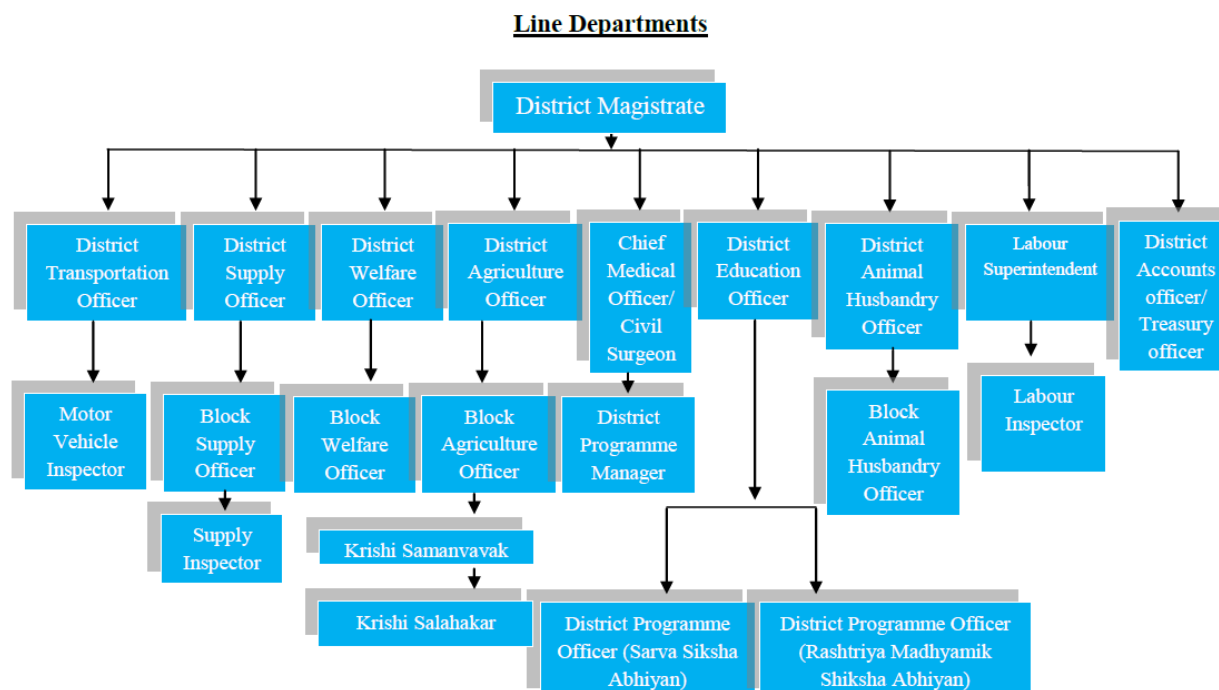 Line Departments
District Magistrate
District
Transportation
Officer
District
Supply
Officer
District
Welfare
Officer
District
Agriculture
Officer
Chief
Medical
Officer/
Civil
Surgeon
District
Education
Officer
District
Animal
Husbandry
Officer
Labour
Superintendent
District
Accounts
officer/
Treasury
officer
Motor
Vehicle
Inspector
Block
Supply
Officer
Block
Welfare
Officer
Block
Agriculture
Officer
District
Programme
Manager
Block
Animal
Husbandry
Officer
Labour
Inspector
Supply
Inspector
Krishi Samanvavak
Krishi Salahakar
District Programme
Officer (Sarva Siksha
Abhiyan)
District Programme Officer
(Rashtriya Madhyamik
Shiksha Abhiyan)